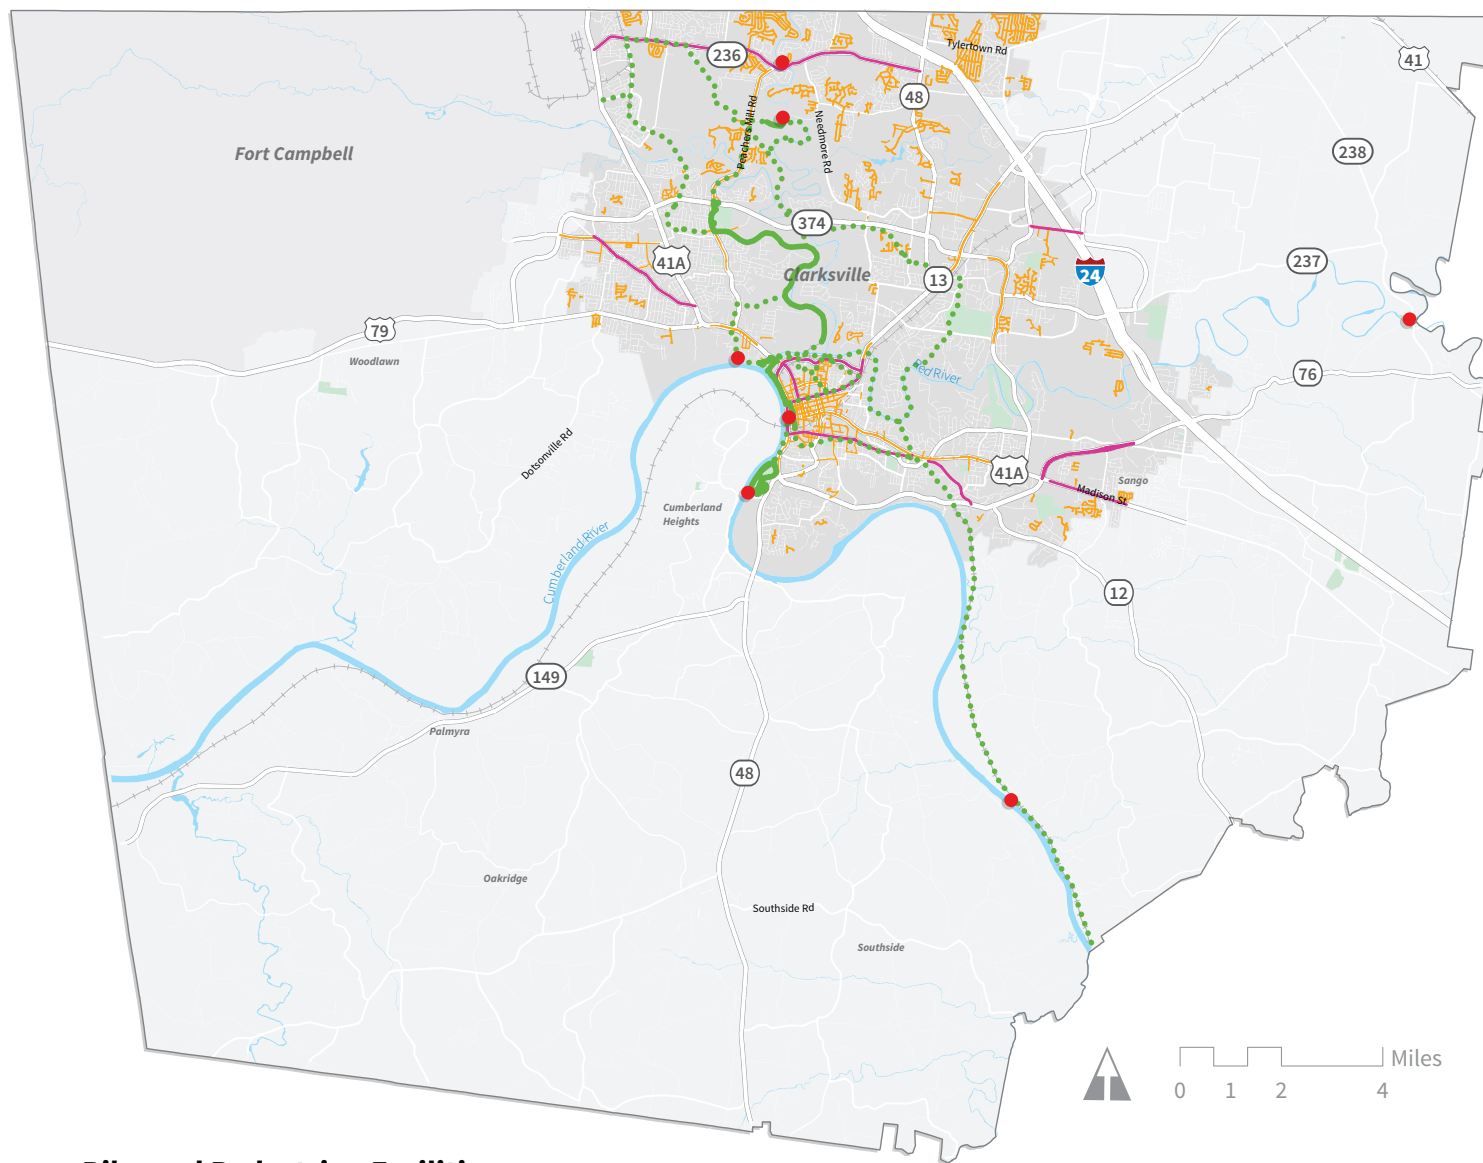 Tylertown Rd
236
41
48
Peachers Mill Rd
Needmore Rd
238
Fort Campbell
374
41A
Clarksville
13
24
237
79
Woodlawn
Red River
76
Dotsonville Rd
41A
Sango
Madison St
Cumberland
Heights
Cumberland River
12
149
Palmyra
48
Oakridge
Southside Rd
Southside
Miles
0 1 2 4